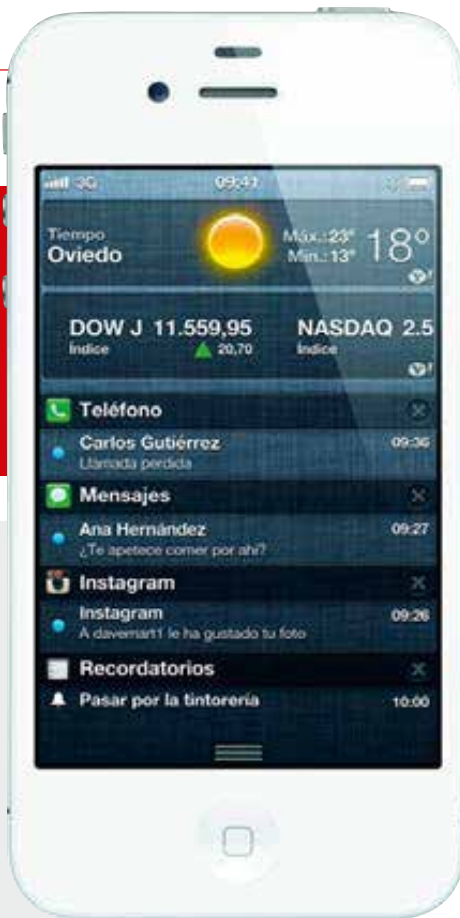 3G 09:41
Tiempo
Oviedo
Máx.:23°
Mín.:13°
18°
DOW J 11.559,95 NASDAQ 2.5
Índice 20,70 Índice
Teléfono
Carlos Gutiérrez 09:36
Llamada perdida
Mensajes
Ana Hernández 09:27
¿Te apetece comer por ahí?
Instagram
Instagram 09:26
A davemart1 le ha gustado tu foto
Recordatorios
Pasar por la tintorería 10:00